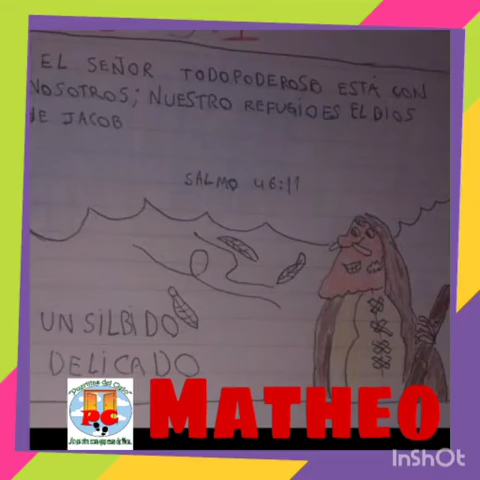 EL SEÑOR TODOPODEROSO ESTÁ CON
NOSOTROS; NUESTRO REFUGIO ES EL DIOS
DE JACOB
SALMO 46:11
UN SILBIDO
DELICADO
PC
MATHEO
InShOt